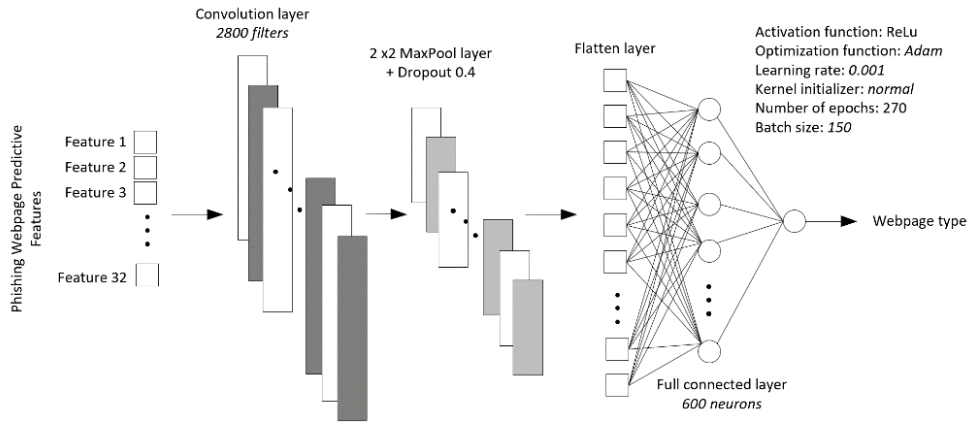 Convolution layer
2800 filters
2 x2 MaxPool layer
+ Dropout 0.4
Flatten layer
Activation function: ReLu
Optimization function: Adam
Learning rate: 0.001
Kernel initializer: normal
Number of epochs: 270
Batch size: 150
Phishing Webpage Predictive
Features
Feature 1
Feature 2
Feature 3
Feature 32
Webpage type
Full connected layer
600 neurons